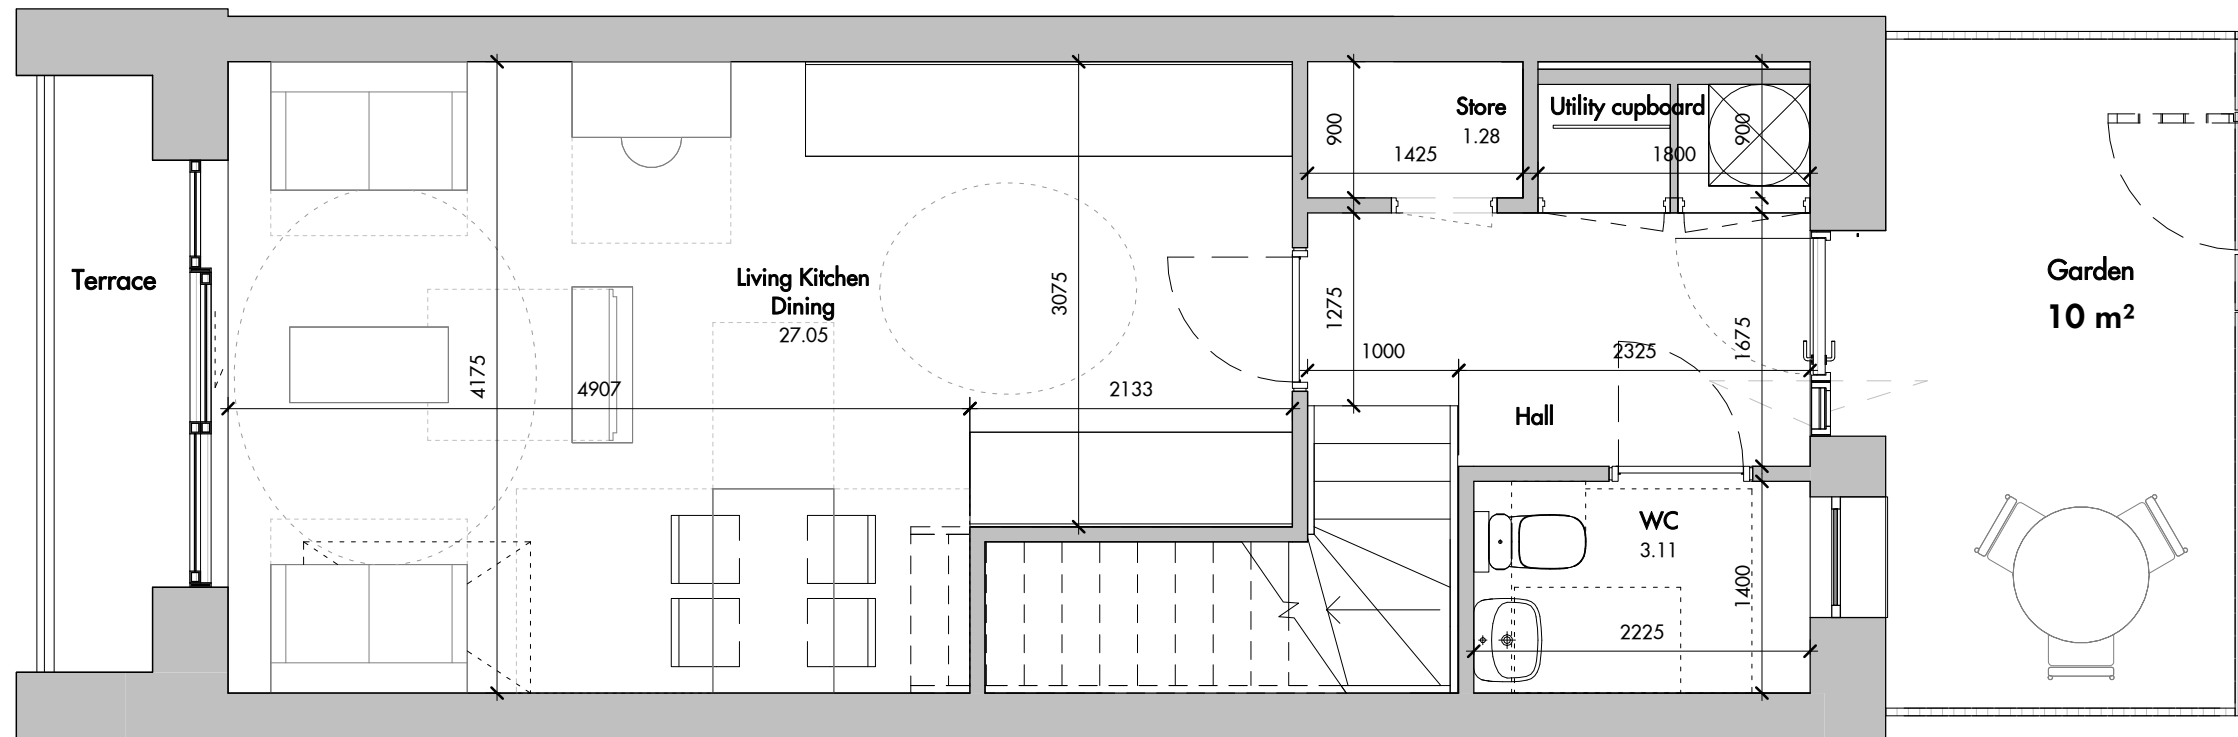 Store
Utility cupboard
900
1.28
900
1425
1800
Terrace
Living Kitchen
Dining
27.05
3075
1275
Garden
10 m²
4175
4907
2133
1000
2325
1675
Hall
WC
3.11
1400
2225